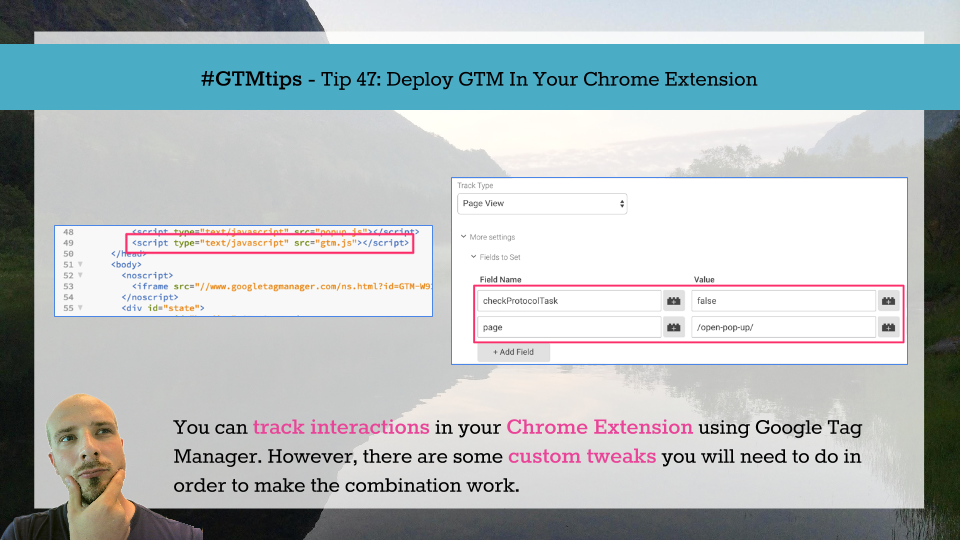 #GTMtips - Tip 47: Deploy GTM In Your Chrome Extension
48 <script type="text/javascript" src="popup.js"></script>
49 <script type="text/javascript" src="gtm.js"></script>
50 </head>
51 <body>
52 <noscript>
53 <iframe src="//www.googletagmanager.com/ns.html?id=GTM-W9
54 </noscript>
55 <div id="state">
Track Type
Page View
More settings
Fields to Set
Field Name Value
checkProtocolTask false
page /open-pop-up/
+ Add Field
You can track interactions in your Chrome Extension using Google Tag
Manager. However, there are some custom tweaks you will need to do in
order to make the combination work.